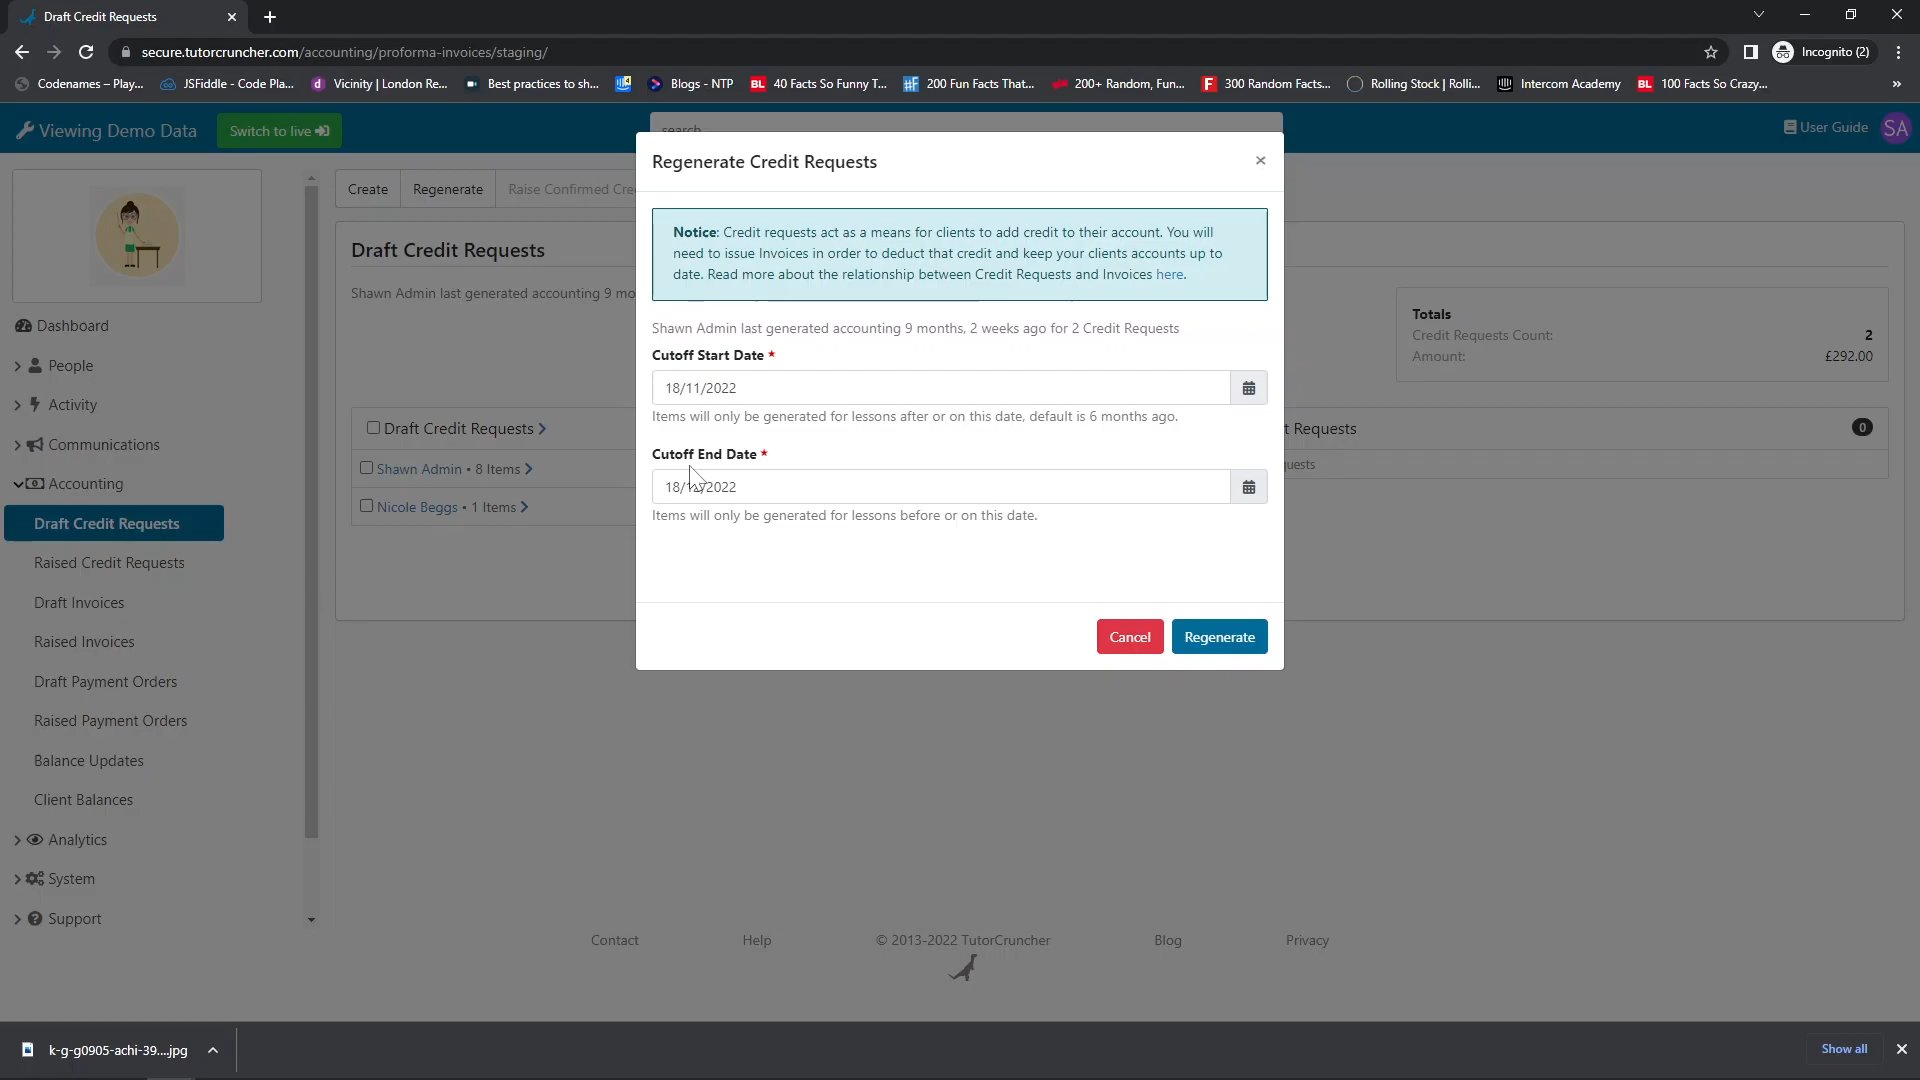 Draft Credit Requests
secure.tutorcruncher.com/accounting/proforma-invoices/staging/
Incognito (2)
Codenames – Play... JSFiddle - Code Pla... Vicinity | London Re... Best practices to sh... Blogs - NTP 40 Facts So Funny T... 200 Fun Facts That... 200+ Random, Fun... 300 Random Facts... Rolling Stock | Rolli... Intercom Academy 100 Facts So Crazy... »
Viewing Demo Data
Switch to live
search
User Guide
SA
Dashboard
People
Activity
Communications
Accounting
Draft Credit Requests
Raised Credit Requests
Draft Invoices
Raised Invoices
Draft Payment Orders
Raised Payment Orders
Balance Updates
Client Balances
Analytics
System
Support
Create Regenerate Raise Confirmed Cre
Draft Credit Requests
Shawn Admin last generated accounting 9 mo
Draft Credit Requests
Shawn Admin • 8 Items
Nicole Beggs • 1 Items
Regenerate Credit Requests
×
Notice: Credit requests act as a means for clients to add credit to their account. You will
need to issue Invoices in order to deduct that credit and keep your clients accounts up to
date. Read more about the relationship between Credit Requests and Invoices here.
Shawn Admin last generated accounting 9 months, 2 weeks ago for 2 Credit Requests
Cutoff Start Date *
18/11/2022
Items will only be generated for lessons after or on this date, default is 6 months ago.
Cutoff End Date *
2022
Items will only be generated for lessons before or on this date.
Cancel Regenerate
Totals
Credit Requests Count: 2
Amount: £292.00
t Requests 0
uests
Contact Help © 2013-2022 TutorCruncher Blog Privacy
k-g-g0905-achi-39....jpg
Show all